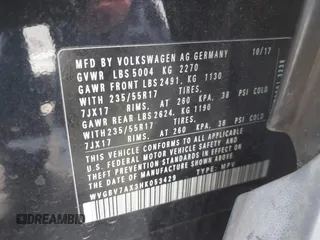 MFD BY VOLKSWAGEN AG GERMANY 10/17
GVWR LBS 5004 KG 2270
GAWR FRONT LBS 2491, KG 1130
WITH 235/55R17 TIRES,
7JX17 RIMS, AT 260 KPA, 38 PSI COLD
GAWR REAR LBS 2624, KG 1190
WITH 235/55R17 TIRES,
7JX17 RIMS, AT 260 KPA, 38 PSI COLD
THIS VEHICLE CONFORMS TO ALL APPLICABLE
U.S. FEDERAL MOTOR VEHICLE SAFETY STANDARDS
IN EFFECT ON THE DATE OF MANUFACTURE
SHOWN ABOVE
TYPE: MPV
DREAMBID